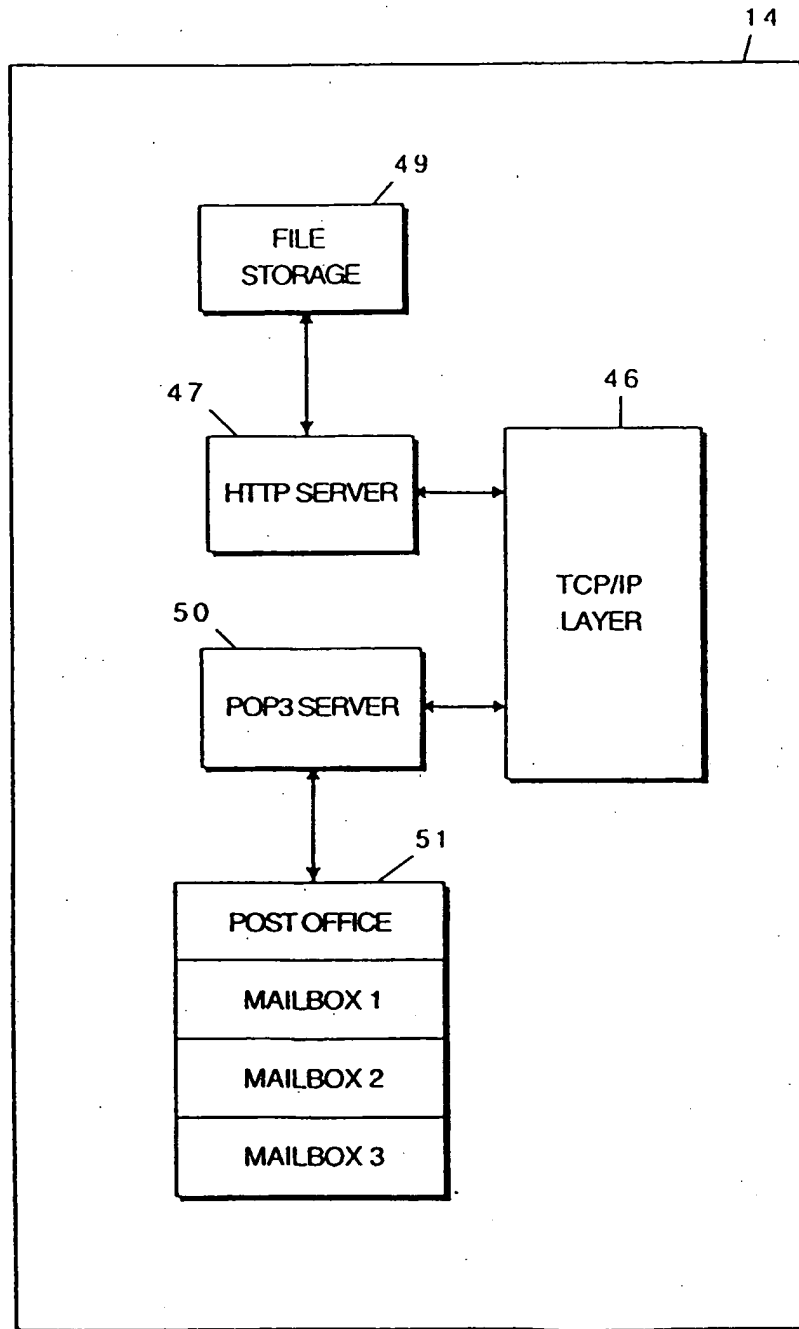 14
49
FILE
STORAGE
47
HTTP SERVER
46
TCP/IP
LAYER
50
POP3 SERVER
51
POST OFFICE
MAILBOX 1
MAILBOX 2
MAILBOX 3